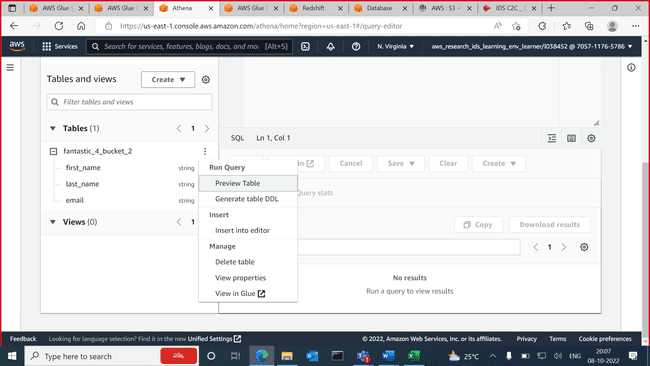 AWS Glue S
AWS Glue
Athena
AWS Glue S
Redshift
Database -
AWS : S3 -
IDS C2C _
https://us-east-1.console.aws.amazon.com/athena/home?region=us-east-1#/query-editor
aws
Services
Search for services, features, blogs, docs, and mo
[Alt+S]
N. Virginia
aws_research_ids_learning_env_learner/l038452 @ 7057-1176-5786
Tables and views
Create
Filter tables and views
Tables (1)
1
fantastic_4_bucket_2
first_name string
last_name string
email string
Views (0)
1
Run Query
Preview Table
Generate table DDL
Insert
Insert into editor
Manage
Delete table
View properties
View in Glue
SQL Ln 1, Col 1
Cancel
Save
Clear
Create
Query stats
Copy
Download results
1
No results
Run a query to view results
Feedback
Looking for language selection? Find it in the new Unified Settings
© 2022, Amazon Web Services, Inc. or its affiliates.
Privacy
Terms
Cookie preferences
Type here to search
25°C
ENG
20:07
08-10-2022